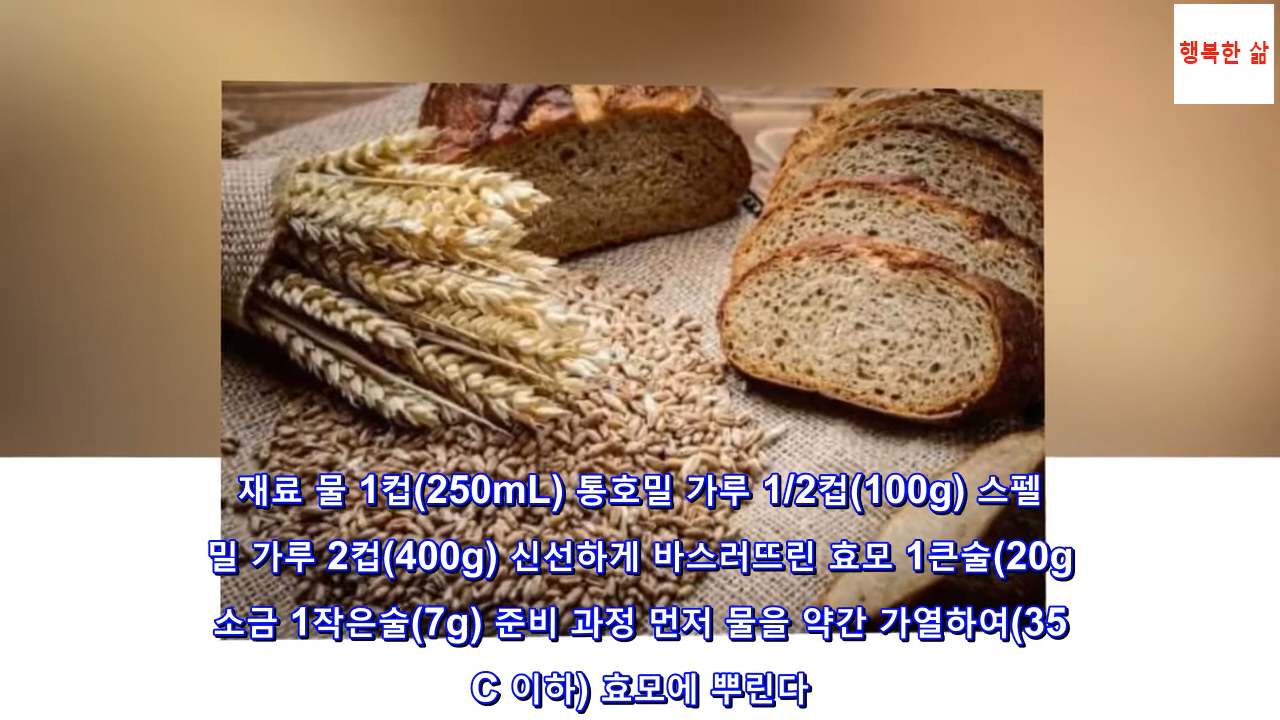 행복한 삶
재료 물 1컵(250mL) 통호밀 가루 1/2컵(100g) 스펠
밀 가루 2컵(400g) 신선하게 바스러뜨린 효모 1큰술(20g
소금 1작은술(7g) 준비 과정 먼저 물을 약간 가열하여(35
C 이하) 효모에 뿌린다